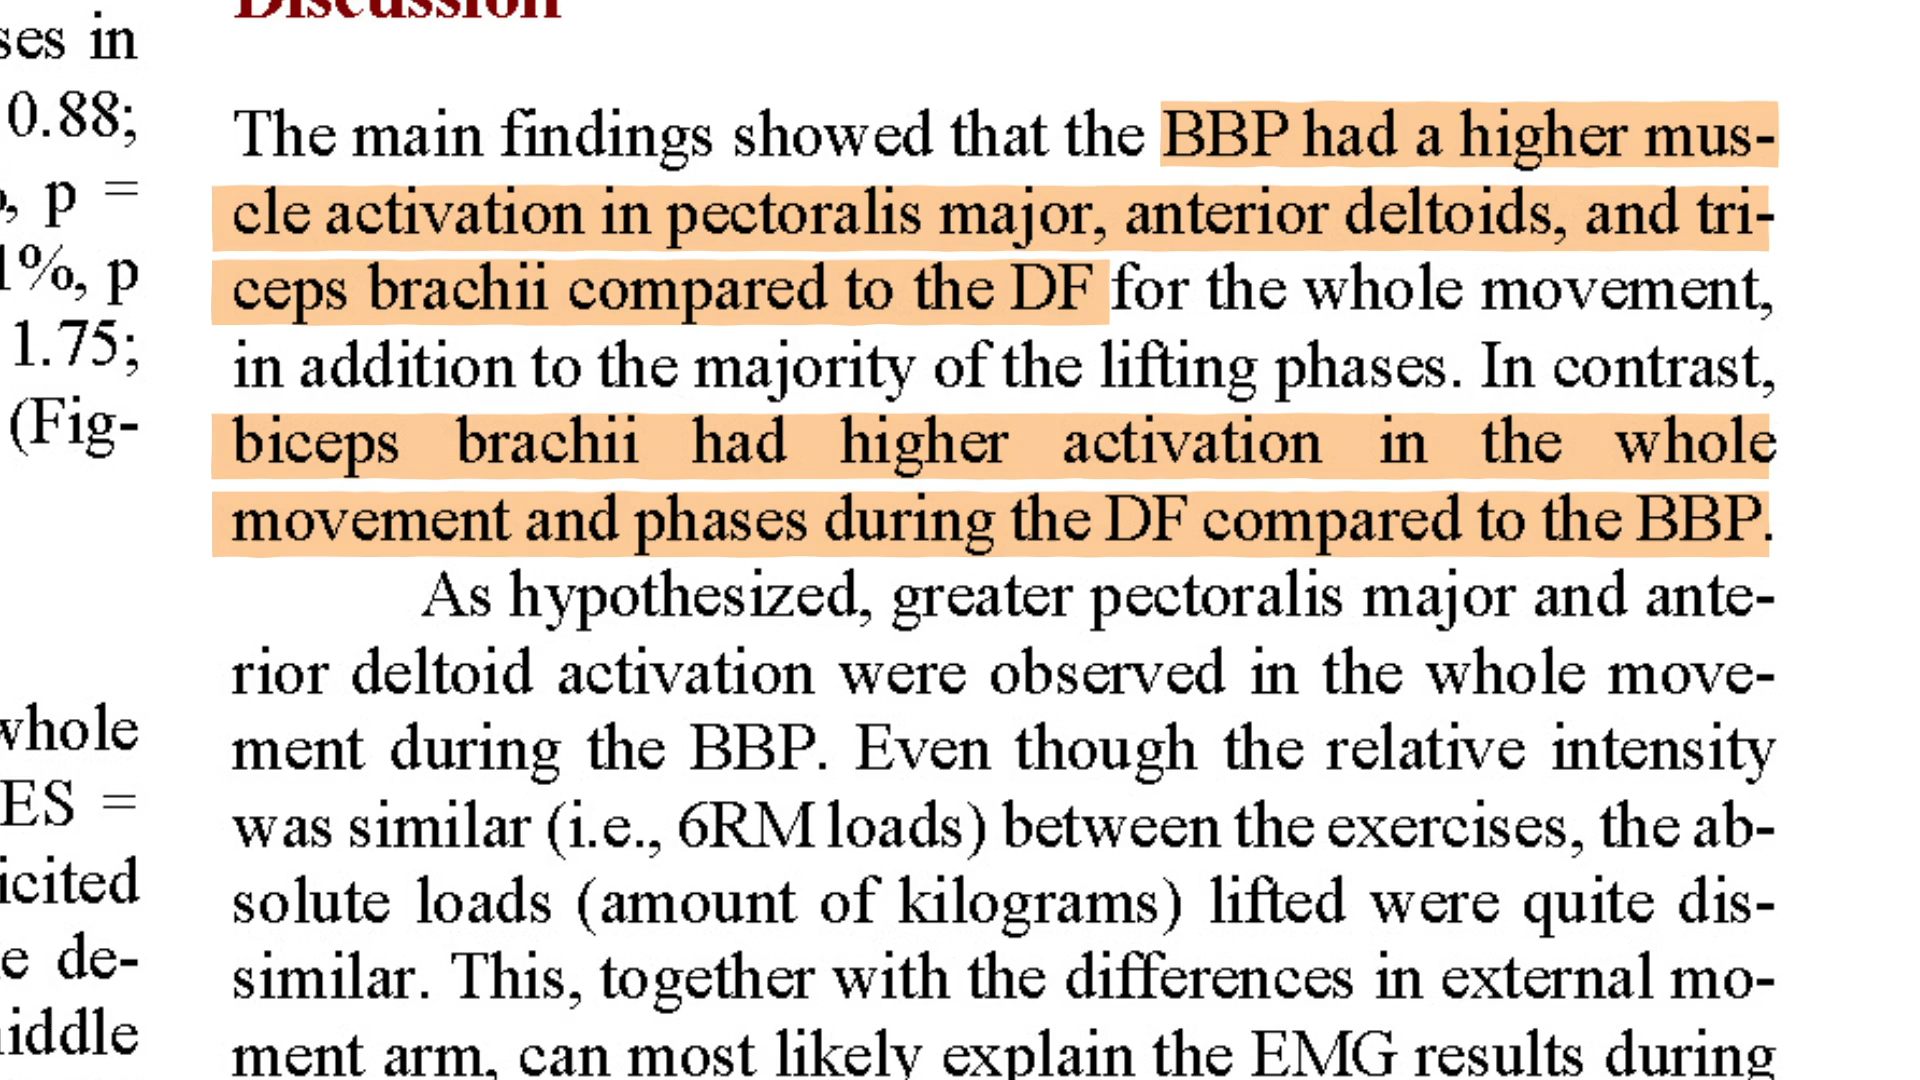 ses in
0.88;
p =
1%, p
1.75;
(Fig-
whole
ES =
icited
e de-
iddle
Discussion
The main findings showed that the BBP had a higher mus-
cle activation in pectoralis major, anterior deltoids, and tri-
ceps brachii compared to the DF for the whole movement,
in addition to the majority of the lifting phases. In contrast,
biceps brachii had higher activation in the whole
movement and phases during the DF compared to the BBP.
As hypothesized, greater pectoralis major and ante-
rior deltoid activation were observed in the whole move-
ment during the BBP. Even though the relative intensity
was similar (i.e., 6RM loads) between the exercises, the ab-
solute loads (amount of kilograms) lifted were quite dis-
similar. This, together with the differences in external mo-
ment arm, can most likely explain the EMG results during